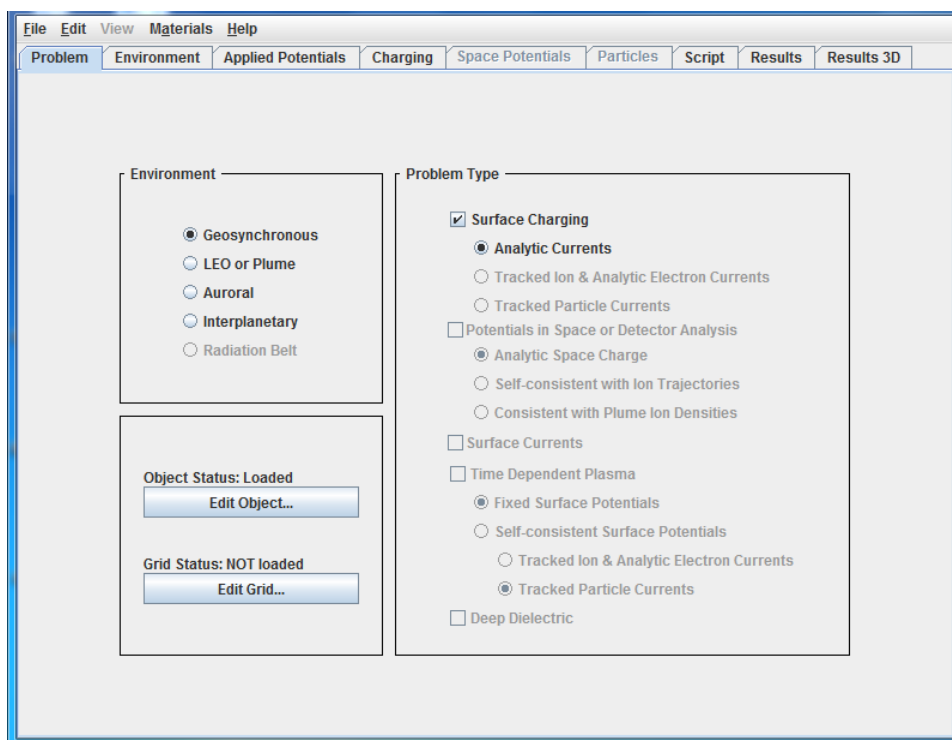 File Edit View Materials Help
Problem Environment Applied Potentials Charging Space Potentials Particles Script Results Results 3D
Environment
Geosynchronous
LEO or Plume
Auroral
Interplanetary
Radiation Belt
Object Status: Loaded
Edit Object...
Grid Status: NOT loaded
Edit Grid...
Problem Type
Surface Charging
Analytic Currents
Tracked Ion & Analytic Electron Currents
Tracked Particle Currents
Potentials in Space or Detector Analysis
Analytic Space Charge
Self-consistent with Ion Trajectories
Consistent with Plume Ion Densities
Surface Currents
Time Dependent Plasma
Fixed Surface Potentials
Self-consistent Surface Potentials
Tracked Ion & Analytic Electron Currents
Tracked Particle Currents
Deep Dielectric